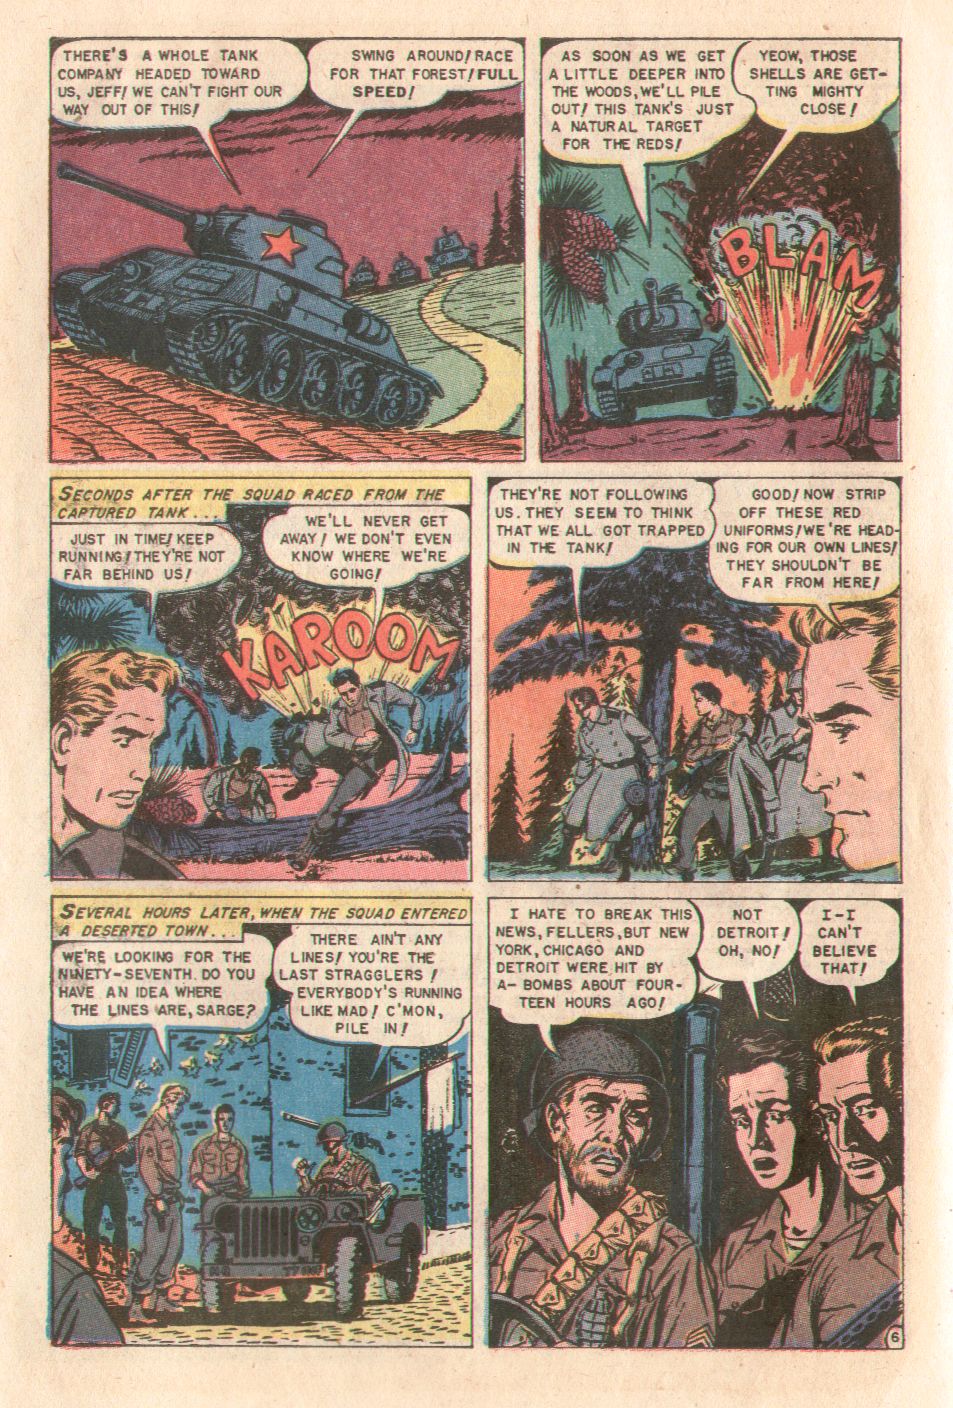 THERE'S A WHOLE TANK
COMPANY HEADED TOWARD
US, JEFF! WE CAN'T FIGHT OUR
WAY OUT OF THIS!
SWING AROUND! RACE
FOR THAT FOREST! FULL
SPEED!
AS SOON AS WE GET
A LITTLE DEEPER INTO
THE WOODS, WE'LL PILE
OUT! THIS TANK'S JUST
A NATURAL TARGET
FOR THE REDS!
YEOW, THOSE
SHELLS ARE GET-
TING MIGHTY
CLOSE!
BLAM
SECONDS AFTER THE SQUAD RACED FROM THE
CAPTURED TANK...
JUST IN TIME! KEEP
RUNNING! THEY'RE NOT
FAR BEHIND US!
WE'LL NEVER GET
AWAY! WE DON'T EVEN
KNOW WHERE WE'RE
GOING!
KAROOM
THEY'RE NOT FOLLOWING
US. THEY SEEM TO THINK
THAT WE ALL GOT TRAPPED
IN THE TANK!
GOOD! NOW STRIP
OFF THESE RED
UNIFORMS! WE'RE HEAD-
ING FOR OUR OWN LINES!
THEY SHOULDN'T BE
FAR FROM HERE!
SEVERAL HOURS LATER, WHEN THE SQUAD ENTERED
A DESERTED TOWN...
WE'RE LOOKING FOR THE
NINETY-SEVENTH. DO YOU
HAVE AN IDEA WHERE
THE LINES ARE, SARGE?
THERE AIN'T ANY
LINES! YOU'RE THE
LAST STRAGGLERS!
EVERYBODY'S RUNNING
LIKE MAD! C'MON,
PILE IN!
I HATE TO BREAK THIS
NEWS, FELLERS, BUT NEW
YORK, CHICAGO AND
DETROIT WERE HIT BY
A-BOMBS ABOUT FOUR-
TEEN HOURS AGO!
NOT
DETROIT!
OH, NO!
I-I
CAN'T
BELIEVE
THAT!
6